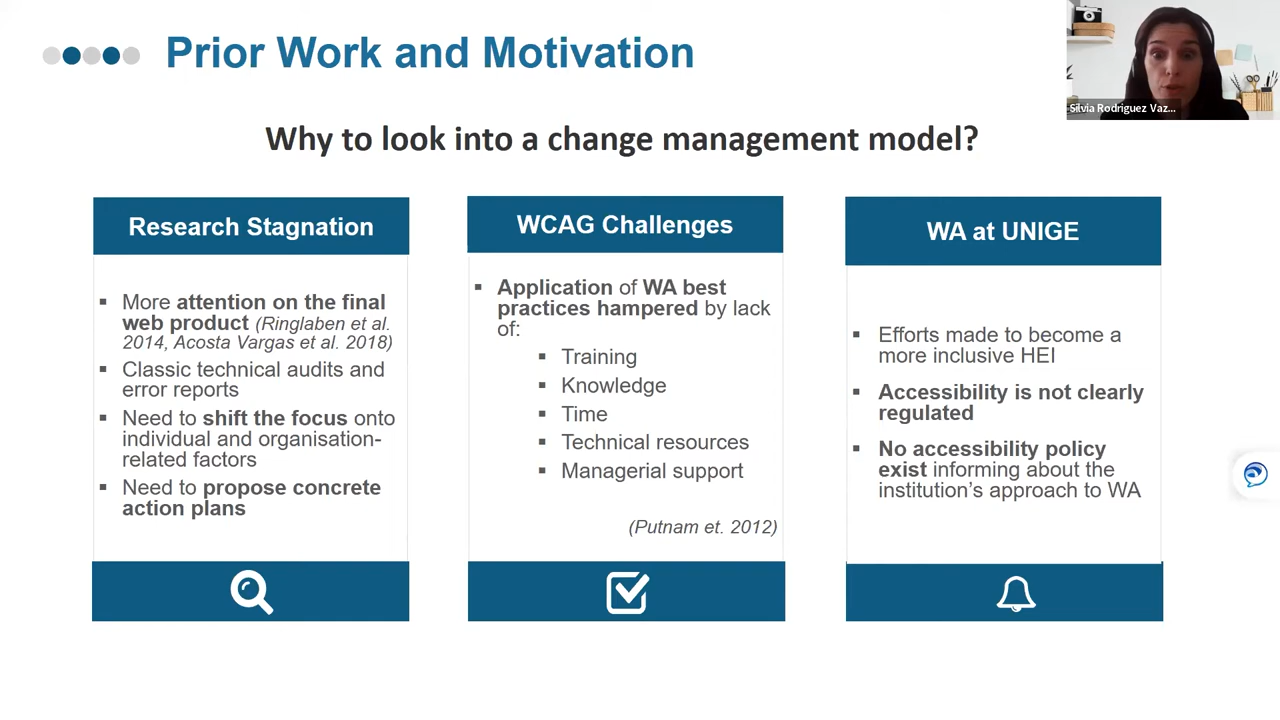 Prior Work and Motivation
Silvia Rodriguez Vaz...
Why to look into a change management model?
Research Stagnation
▪ More attention on the final
web product (Ringlaben et al.
2014, Acosta Vargas et al. 2018)
▪ Classic technical audits and
error reports
▪ Need to shift the focus onto
individual and organisation-
related factors
▪ Need to propose concrete
action plans
WCAG Challenges
▪ Application of WA best
practices hampered by lack
of:
▪ Training
▪ Knowledge
▪ Time
▪ Technical resources
▪ Managerial support
(Putnam et. 2012)
WA at UNIGE
▪ Efforts made to become a
more inclusive HEI
▪ Accessibility is not clearly
regulated
▪ No accessibility policy
exist informing about the
institution's approach to WA